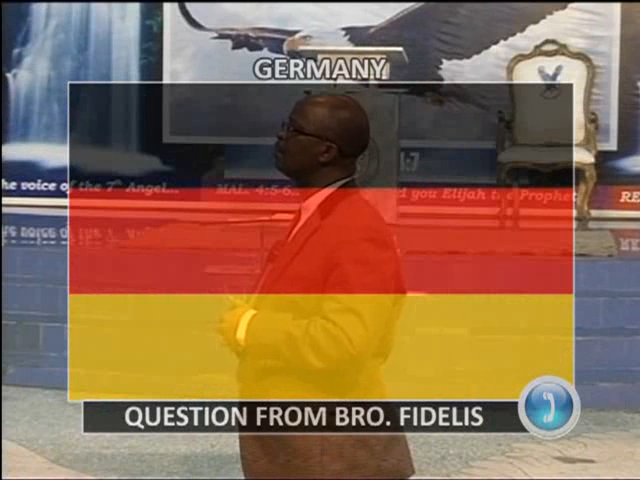 GERMANY
he voice of the 7th Angel...
MAL. 4:5-6...
d you Elijah the Prophet
RE
QUESTION FROM BRO. FIDELIS